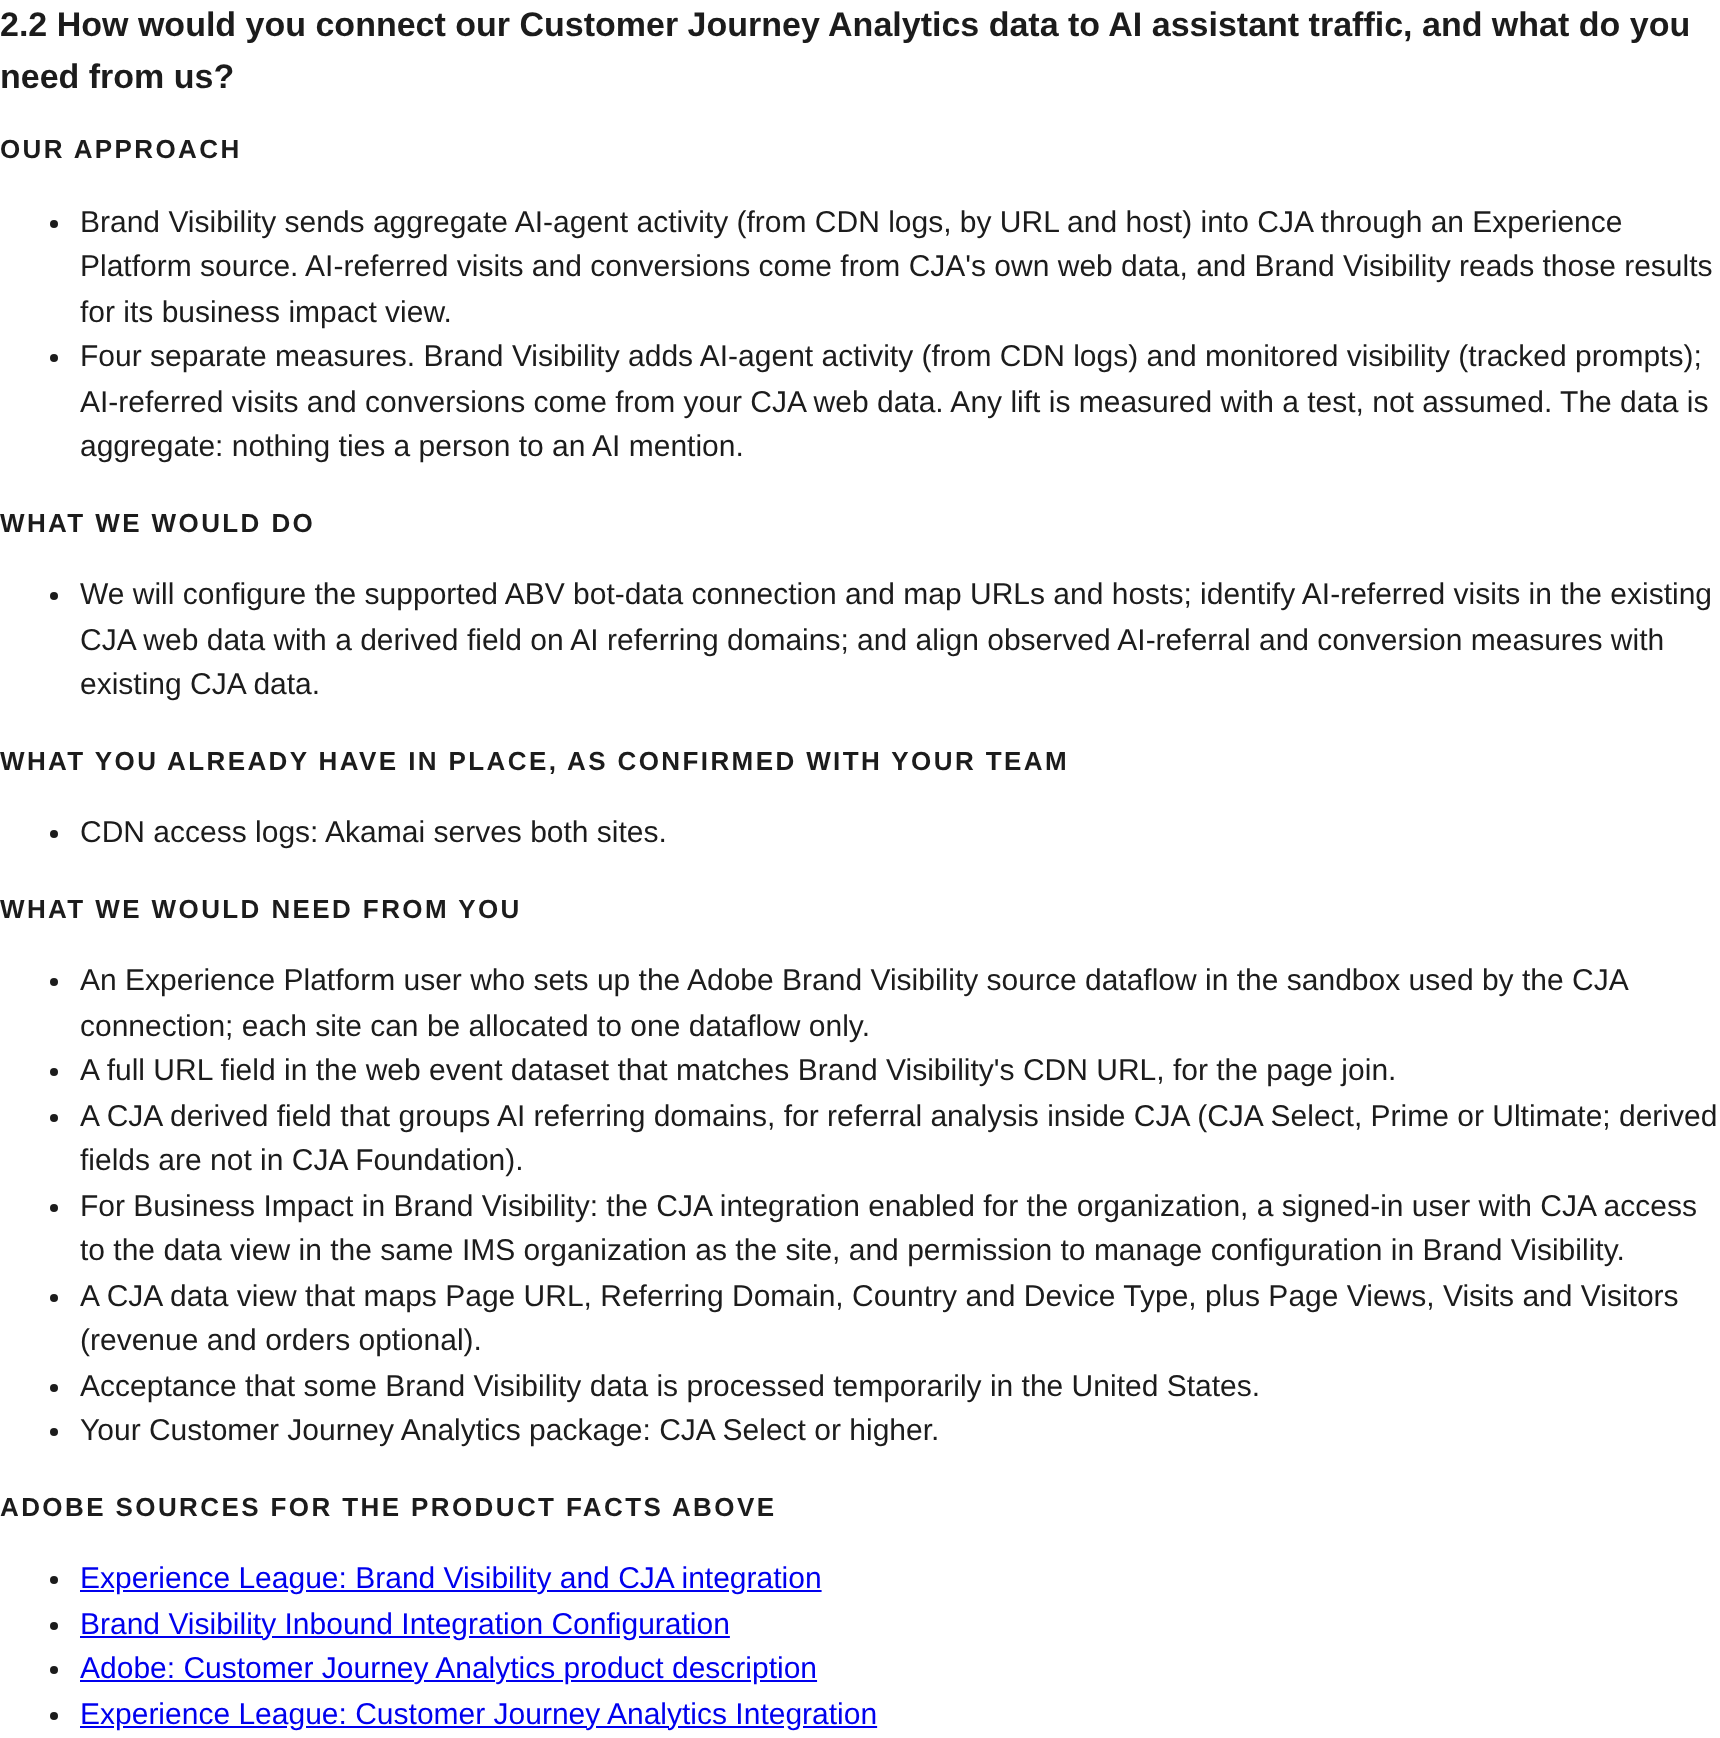 2.2 How would you connect our Customer Journey Analytics data to AI assistant traffic, and what do you
need from us?
OUR APPROACH
• Brand Visibility sends aggregate AI-agent activity (from CDN logs, by URL and host) into CJA through an Experience
Platform source. AI-referred visits and conversions come from CJA's own web data, and Brand Visibility reads those results
for its business impact view.
• Four separate measures. Brand Visibility adds AI-agent activity (from CDN logs) and monitored visibility (tracked prompts);
AI-referred visits and conversions come from your CJA web data. Any lift is measured with a test, not assumed. The data is
aggregate: nothing ties a person to an AI mention.
WHAT WE WOULD DO
• We will configure the supported ABV bot-data connection and map URLs and hosts; identify AI-referred visits in the existing
CJA web data with a derived field on AI referring domains; and align observed AI-referral and conversion measures with
existing CJA data.
WHAT YOU ALREADY HAVE IN PLACE, AS CONFIRMED WITH YOUR TEAM
• CDN access logs: Akamai serves both sites.
WHAT WE WOULD NEED FROM YOU
• An Experience Platform user who sets up the Adobe Brand Visibility source dataflow in the sandbox used by the CJA
connection; each site can be allocated to one dataflow only.
• A full URL field in the web event dataset that matches Brand Visibility's CDN URL, for the page join.
• A CJA derived field that groups AI referring domains, for referral analysis inside CJA (CJA Select, Prime or Ultimate; derived
fields are not in CJA Foundation).
• For Business Impact in Brand Visibility: the CJA integration enabled for the organization, a signed-in user with CJA access
to the data view in the same IMS organization as the site, and permission to manage configuration in Brand Visibility.
• A CJA data view that maps Page URL, Referring Domain, Country and Device Type, plus Page Views, Visits and Visitors
(revenue and orders optional).
• Acceptance that some Brand Visibility data is processed temporarily in the United States.
• Your Customer Journey Analytics package: CJA Select or higher.
ADOBE SOURCES FOR THE PRODUCT FACTS ABOVE
• Experience League: Brand Visibility and CJA integration
• Brand Visibility Inbound Integration Configuration
• Adobe: Customer Journey Analytics product description
• Experience League: Customer Journey Analytics Integration